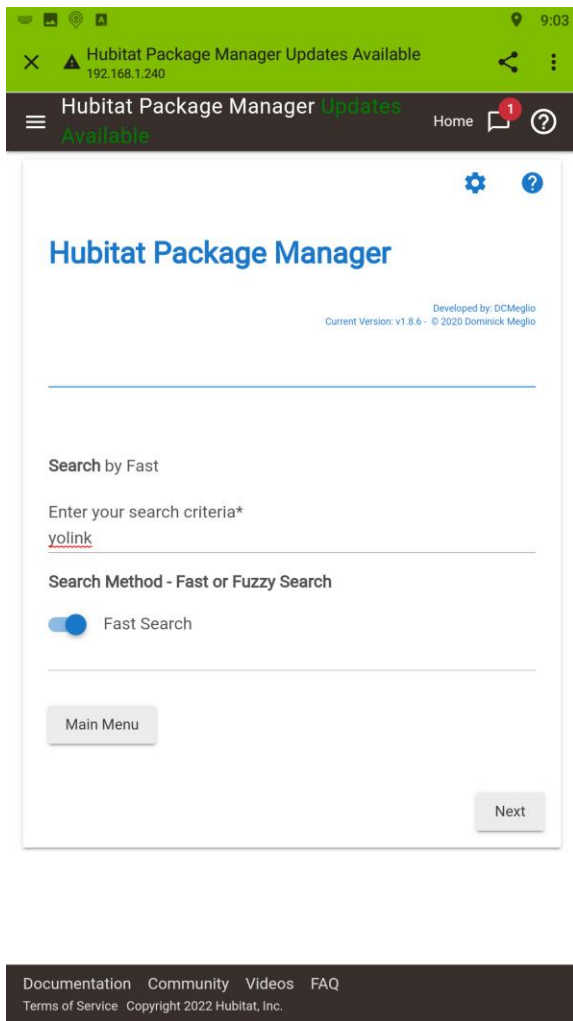 9:03
Hubitat Package Manager Updates Available
192.168.1.240
Hubitat Package Manager Updates
Available
Home
1
Hubitat Package Manager
Developed by: DCMeglio
Current Version: v1.8.6 - © 2020 Dominick Meglio
Search by Fast
Enter your search criteria*
yolink
Search Method - Fast or Fuzzy Search
Fast Search
Main Menu
Next
Documentation Community Videos FAQ
Terms of Service Copyright 2022 Hubitat, Inc.